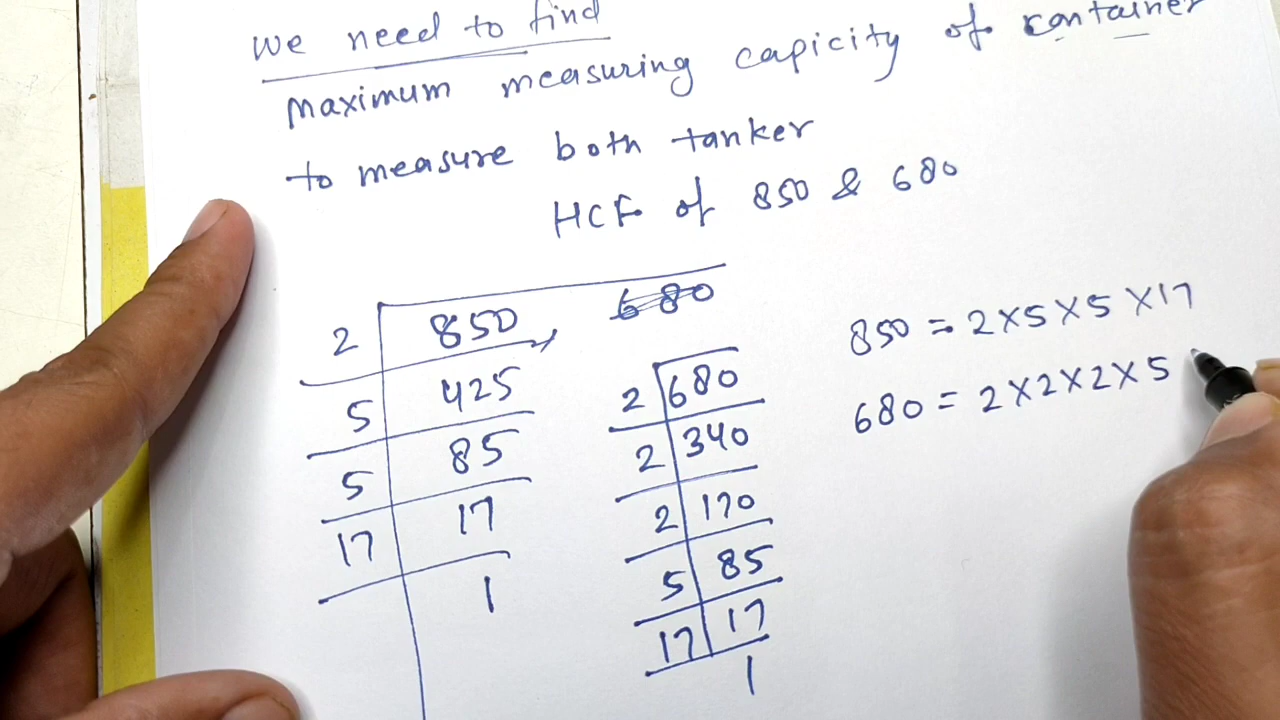 We need to find
Maximum measuring capicity of container
to measure both tanker
HCF of 850 & 680
2 850 680
5 425
5 85
17 17
1
2 680
2 340
2 170
5 85
17 17
1
850 = 2×5×5×17
680 = 2×2×2×5